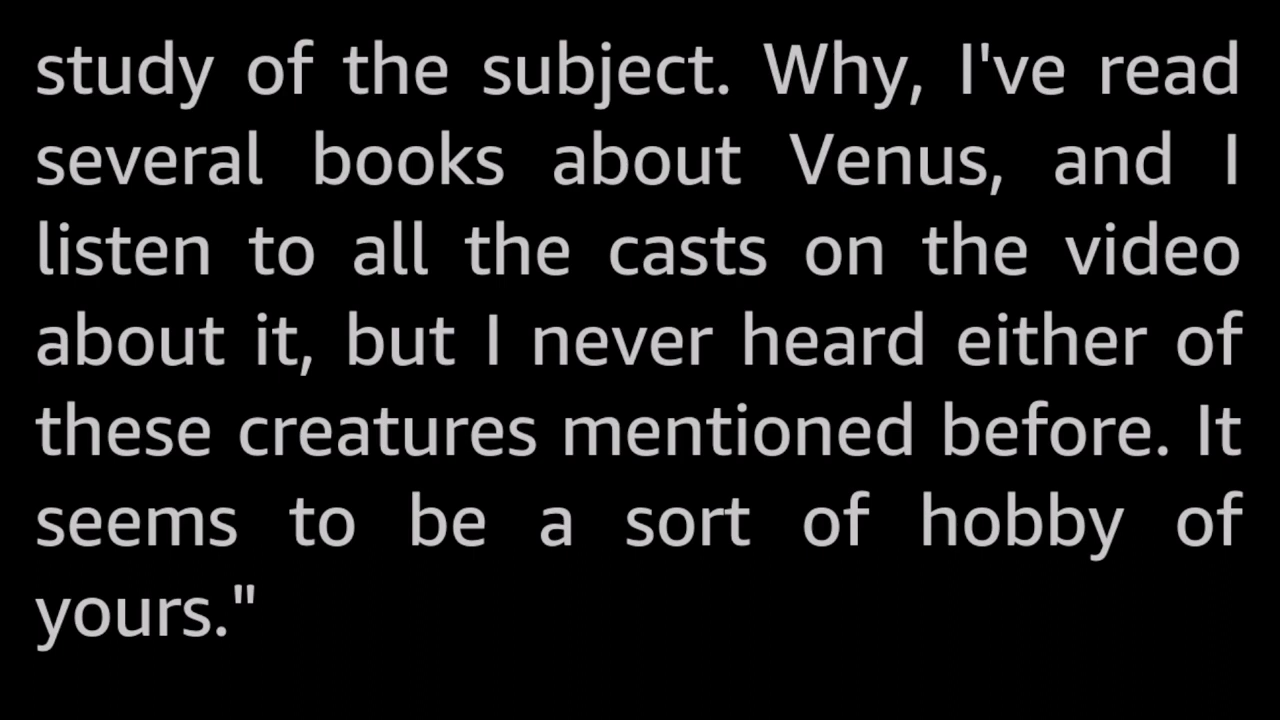 study of the subject. Why, I've read
several books about Venus, and I
listen to all the casts on the video
about it, but I never heard either of
these creatures mentioned before. It
seems to be a sort of hobby of
yours."